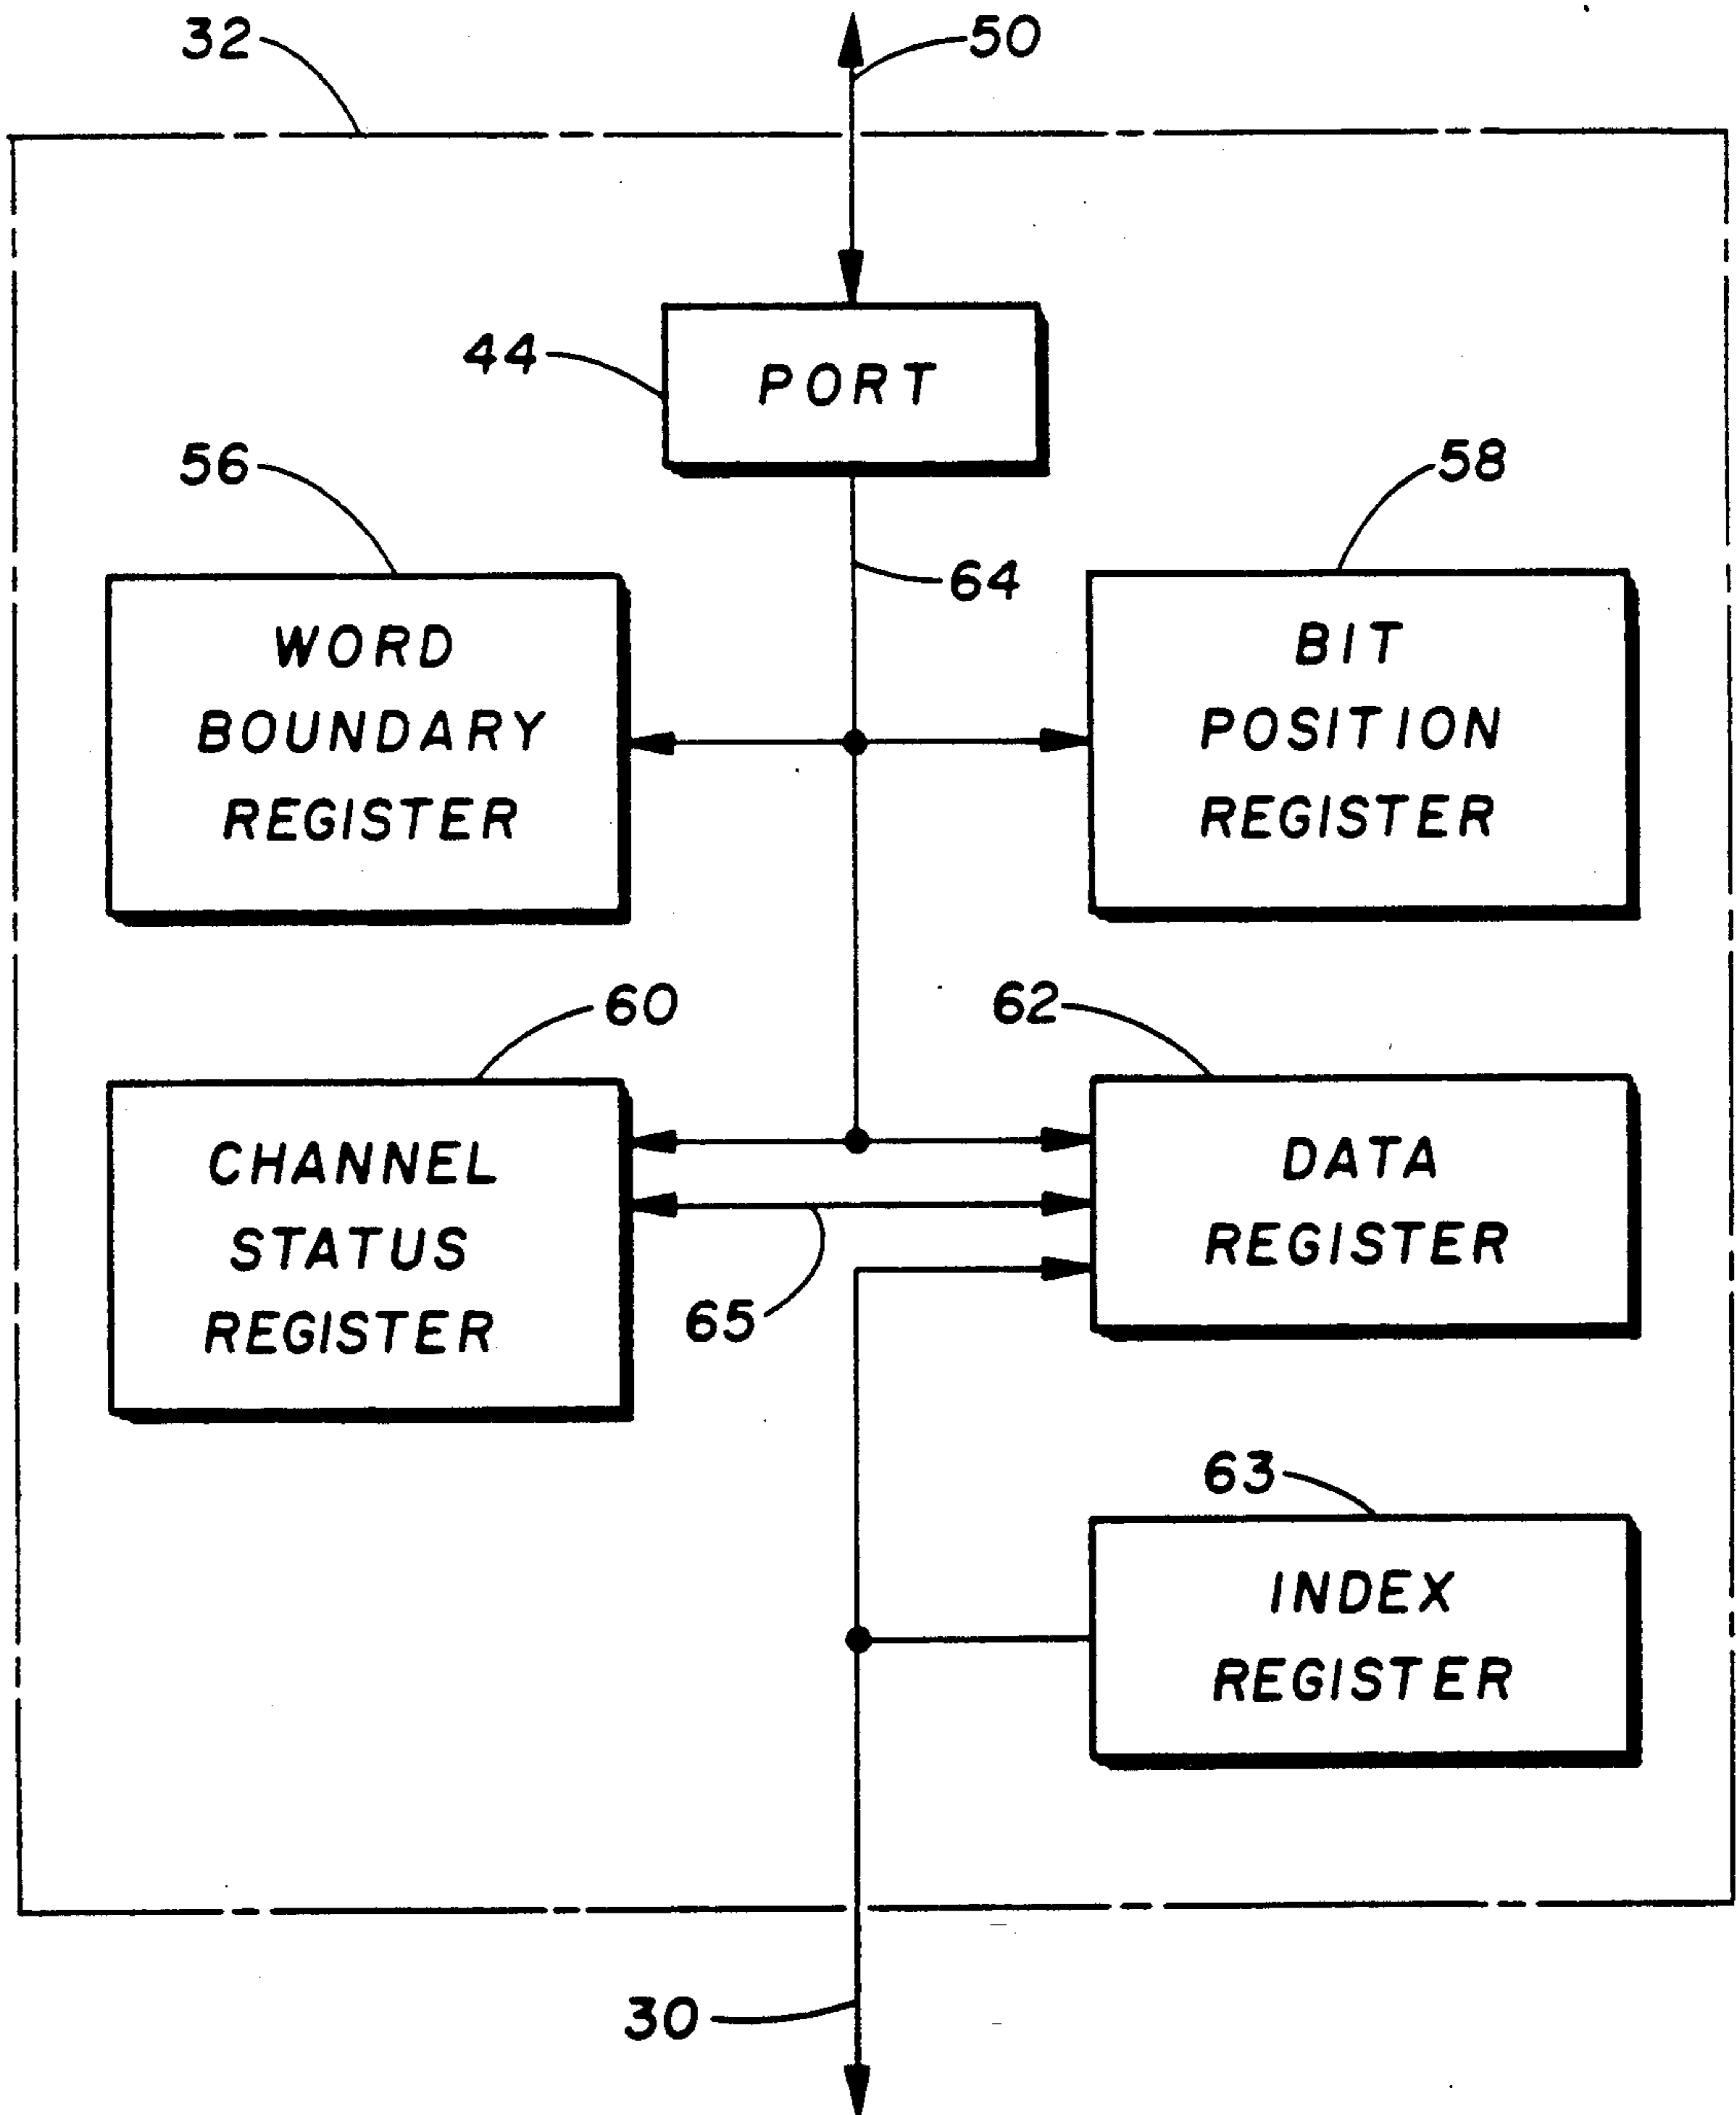 32
50
44
PORT
56
58
64
WORD
BOUNDARY
REGISTER
BIT
POSITION
REGISTER
60
62
CHANNEL
STATUS
REGISTER
DATA
REGISTER
65
63
INDEX
REGISTER
30